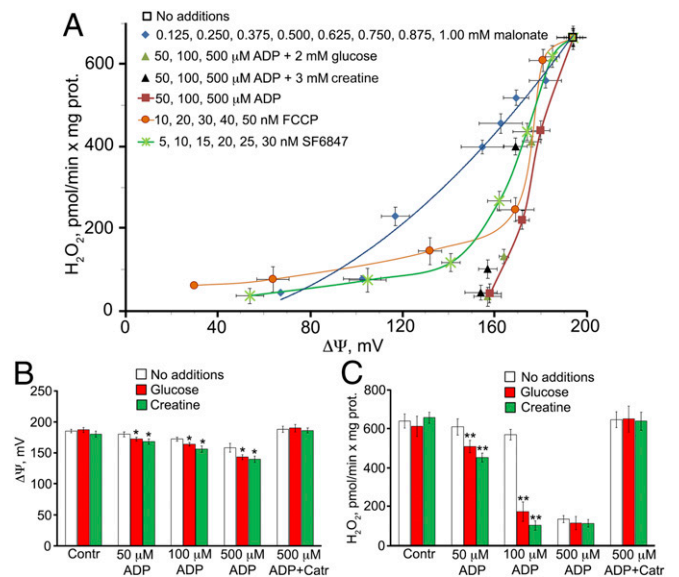 A
No additions
0.125, 0.250, 0.375, 0.500, 0.625, 0.750, 0.875, 1.00 mM malonate
50, 100, 500 µM ADP + 2 mM glucose
50, 100, 500 µM ADP + 3 mM creatine
50, 100, 500 µM ADP
10, 20, 30, 40, 50 nM FCCP
5, 10, 15, 20, 25, 30 nM SF6847
H₂O₂, pmol/min x mg prot.
600
400
200
0
0 40 80 120 160 200
ΔΨ, mV
B
No additions
Glucose
Creatine
ΔΨ, mV
250
200
150
100
50
0
* * * * * *
Contr 50 µM ADP 100 µM ADP 500 µM ADP 500 µM ADP+Catr
C
No additions
Glucose
Creatine
H₂O₂, pmol/min x mg prot.
800
600
400
200
0
** ** ** **
Contr 50 µM ADP 100 µM ADP 500 µM ADP 500 µM ADP+Catr